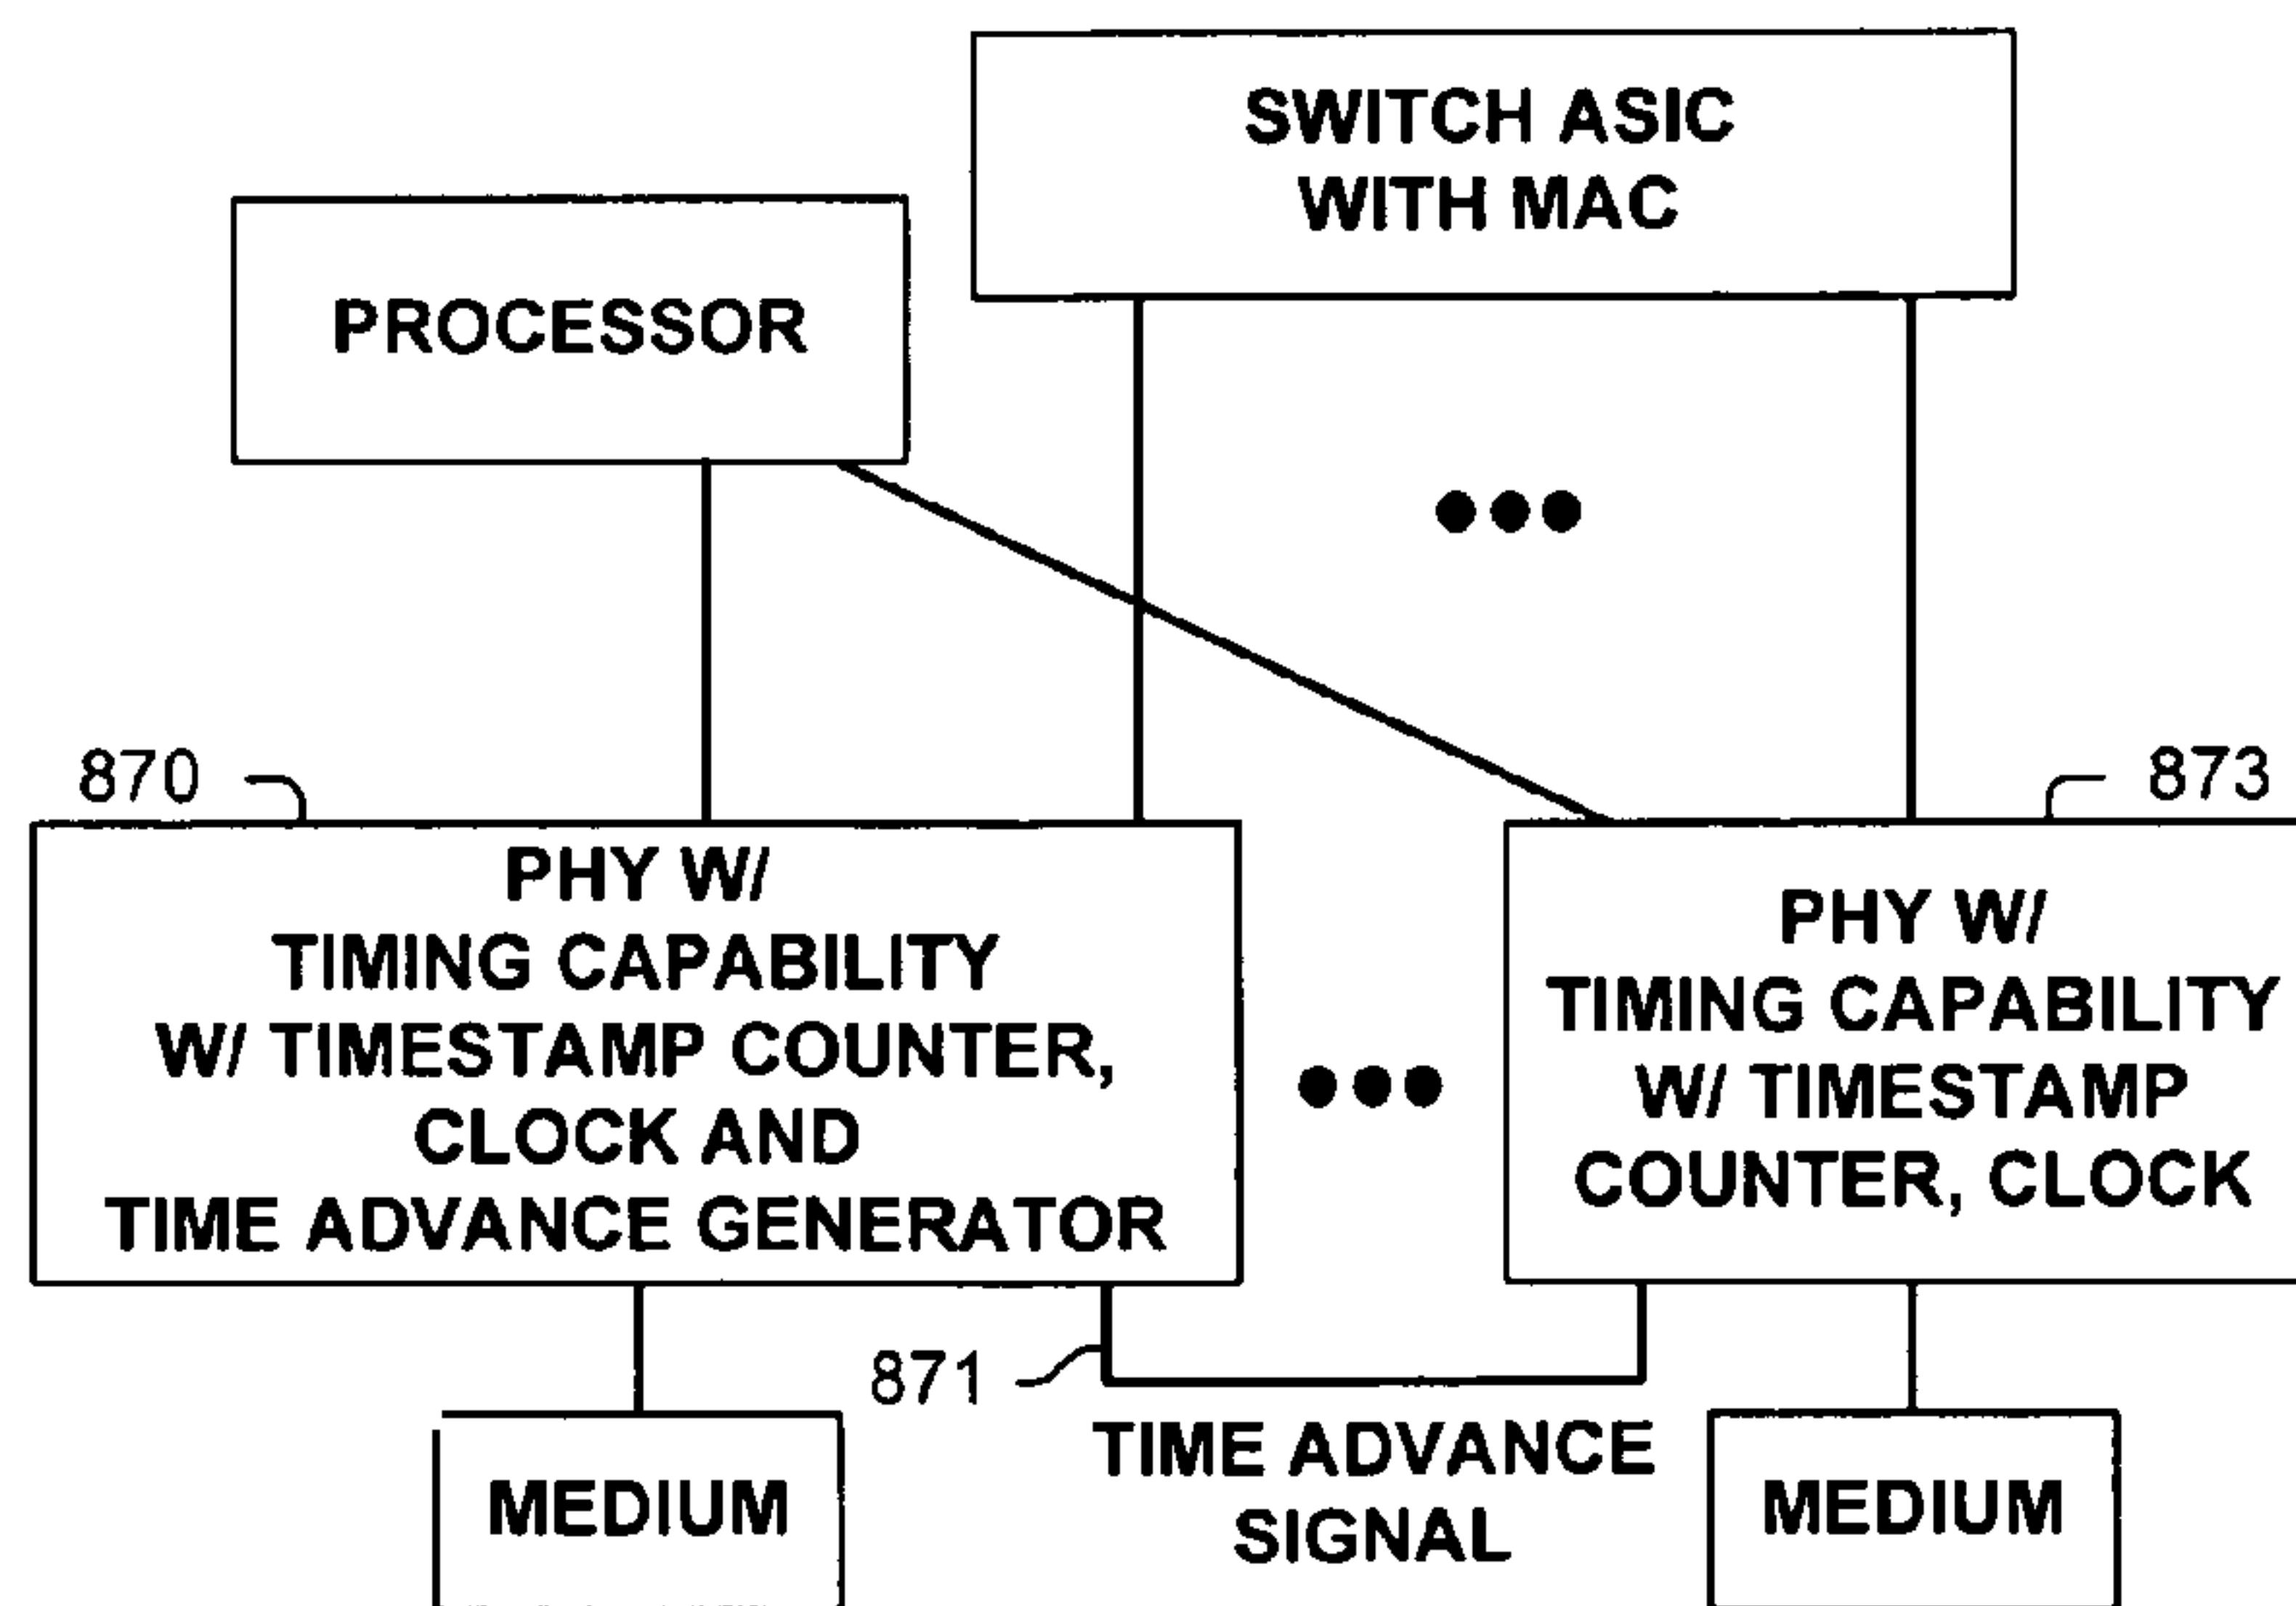 SWITCH ASIC
WITH MAC
PROCESSOR
870
873
PHY W/
TIMING CAPABILITY
W/ TIMESTAMP COUNTER,
CLOCK AND
TIME ADVANCE GENERATOR
PHY W/
TIMING CAPABILITY
W/ TIMESTAMP
COUNTER, CLOCK
871
TIME ADVANCE
SIGNAL
MEDIUM
MEDIUM